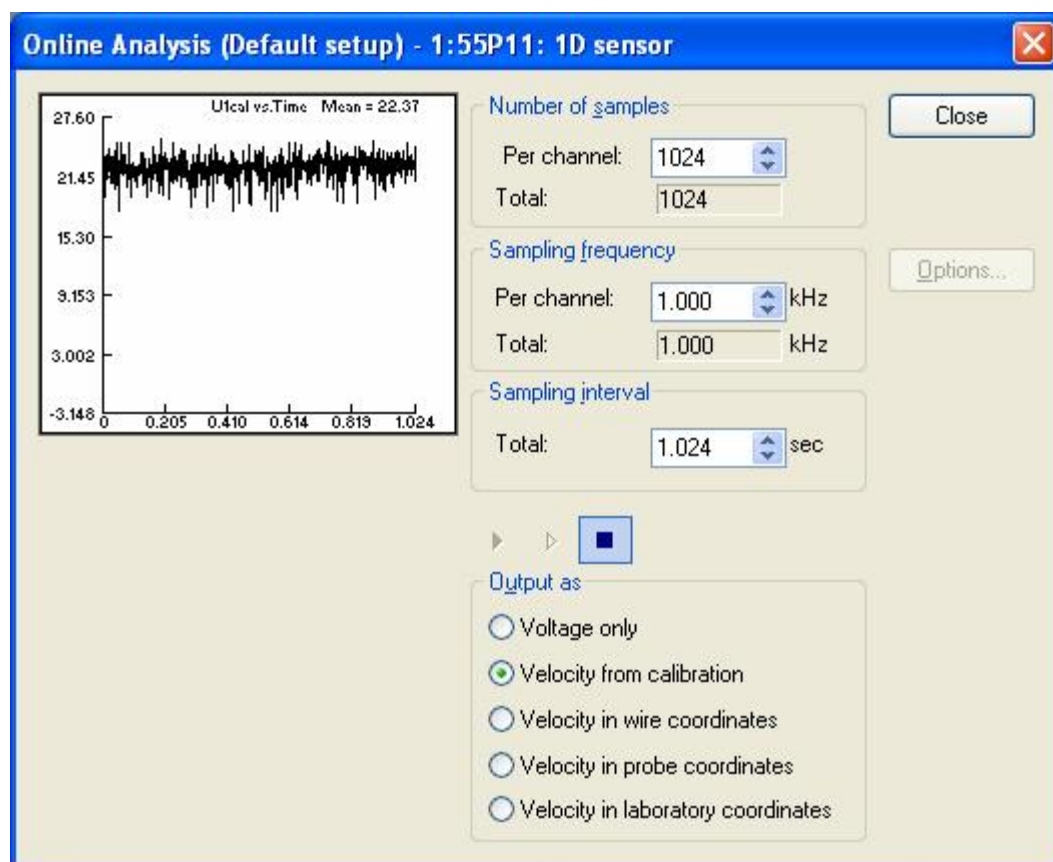 Online Analysis (Default setup) - 1:55P11: 1D sensor
U1cal vs.Time Mean = 22.37
27.60
21.45
15.30
9.153
3.002
-3.148
0 0.205 0.410 0.614 0.819 1.024
Number of samples
Per channel: 1024
Total: 1024
Sampling frequency
Per channel: 1.000 kHz
Total: 1.000 kHz
Sampling interval
Total: 1.024 sec
Output as
Voltage only
Velocity from calibration
Velocity in wire coordinates
Velocity in probe coordinates
Velocity in laboratory coordinates
Close
Options...